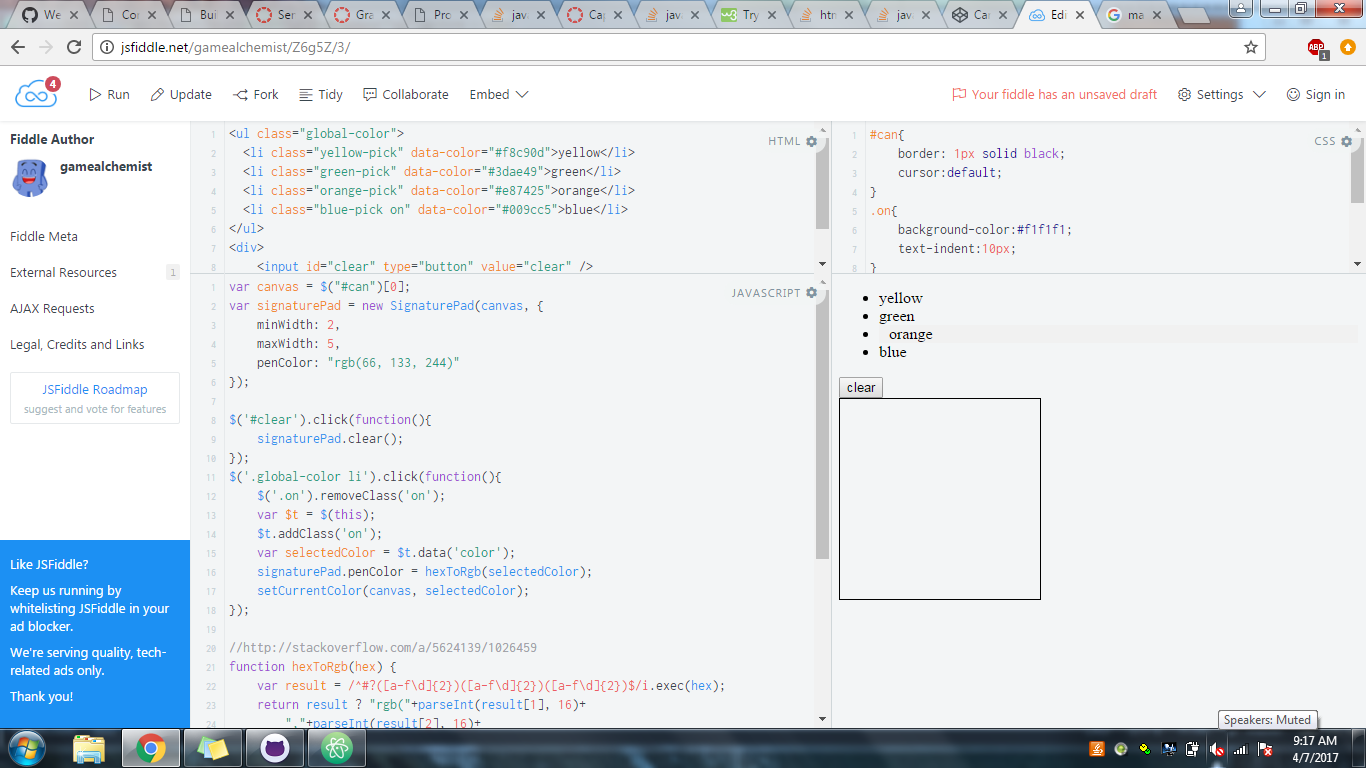 We
Co
Bui
Ser
Gra
Pro
java
Ca
java
Try
htn
java
Ca
Edi
ma
jsfiddle.net/gamealchemist/Z6g5Z/3/
ABP
1
4
Run
Update
Fork
Tidy
Collaborate
Embed
Your fiddle has an unsaved draft
Settings
Sign in
Fiddle Author
gamealchemist
Fiddle Meta
External Resources 1
AJAX Requests
Legal, Credits and Links
JSFiddle Roadmap
suggest and vote for features
Like JSFiddle?
Keep us running by
whitelisting JSFiddle in your
ad blocker.
We're serving quality, tech-
related ads only.
Thank you!
HTML
1 <ul class="global-color">
2 <li class="yellow-pick" data-color="#f8c90d">yellow</li>
3 <li class="green-pick" data-color="#3dae49">green</li>
4 <li class="orange-pick" data-color="#e87425">orange</li>
5 <li class="blue-pick on" data-color="#009cc5">blue</li>
6 </ul>
7 <div>
8 <input id="clear" type="button" value="clear" />
JAVASCRIPT
1 var canvas = $("#can")[0];
2 var signaturePad = new SignaturePad(canvas, {
3 minWidth: 2,
4 maxWidth: 5,
5 penColor: "rgb(66, 133, 244)"
6 });
7
8 $('#clear').click(function(){
9 signaturePad.clear();
10 });
11 $('.global-color li').click(function(){
12 $('.on').removeClass('on');
13 var $t = $(this);
14 $t.addClass('on');
15 var selectedColor = $t.data('color');
16 signaturePad.penColor = hexToRgb(selectedColor);
17 setCurrentColor(canvas, selectedColor);
18 });
19
20 //http://stackoverflow.com/a/5624139/1026459
21 function hexToRgb(hex) {
22 var result = /^#?([a-f\d]{2})([a-f\d]{2})([a-f\d]{2})$/i.exec(hex);
23 return result ? "rgb("+parseInt(result[1], 16)+
24 ","+parseInt(result[2], 16)+
CSS
1 #can{
2 border: 1px solid black;
3 cursor:default;
4 }
5 .on{
6 background-color:#f1f1f1;
7 text-indent:10px;
8 }
yellow
green
orange
blue
clear
Speakers: Muted
9:17 AM
4/7/2017